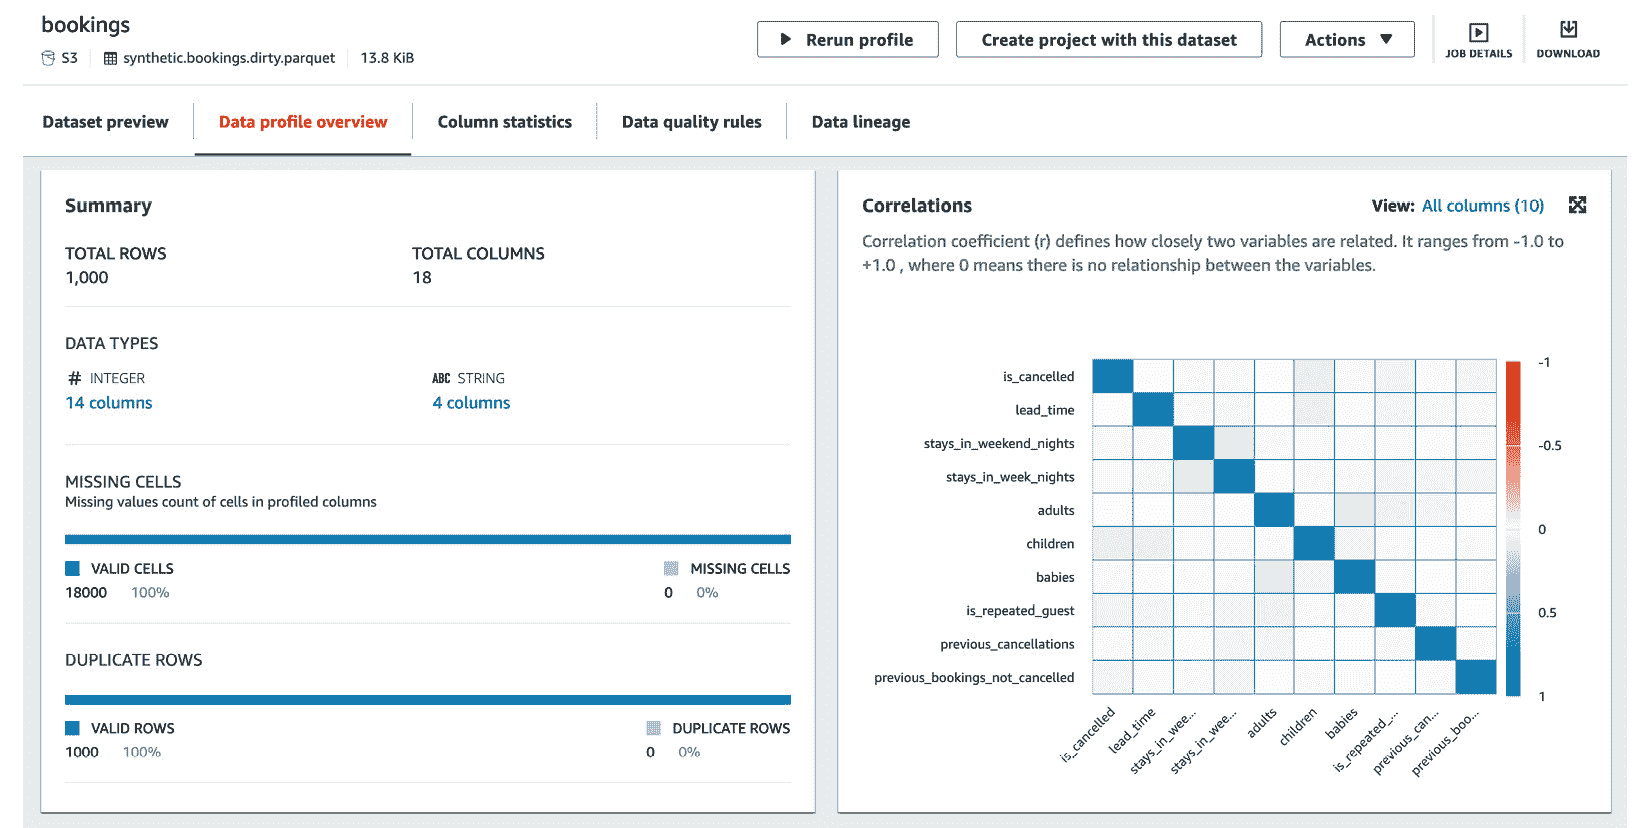 bookings
S3 synthetic.bookings.dirty.parquet 13.8 KiB
Rerun profile
Create project with this dataset
Actions
JOB DETAILS
DOWNLOAD
Dataset preview
Data profile overview
Column statistics
Data quality rules
Data lineage
Summary
TOTAL ROWS
1,000
TOTAL COLUMNS
18
DATA TYPES
# INTEGER
14 columns
ABC STRING
4 columns
MISSING CELLS
Missing values count of cells in profiled columns
VALID CELLS
18000 100%
MISSING CELLS
0 0%
DUPLICATE ROWS
VALID ROWS
1000 100%
DUPLICATE ROWS
0 0%
Correlations
View: All columns (10)
Correlation coefficient (r) defines how closely two variables are related. It ranges from -1.0 to
+1.0 , where 0 means there is no relationship between the variables.
is_cancelled
lead_time
stays_in_weekend_nights
stays_in_week_nights
adults
children
babies
is_repeated_guest
previous_cancellations
previous_bookings_not_cancelled
-1
-0.5
0
0.5
1
is_cancelled
lead_time
stays_in_wee...
stays_in_wee...
adults
children
babies
is_repeated_...
previous_can...
previous_boo...